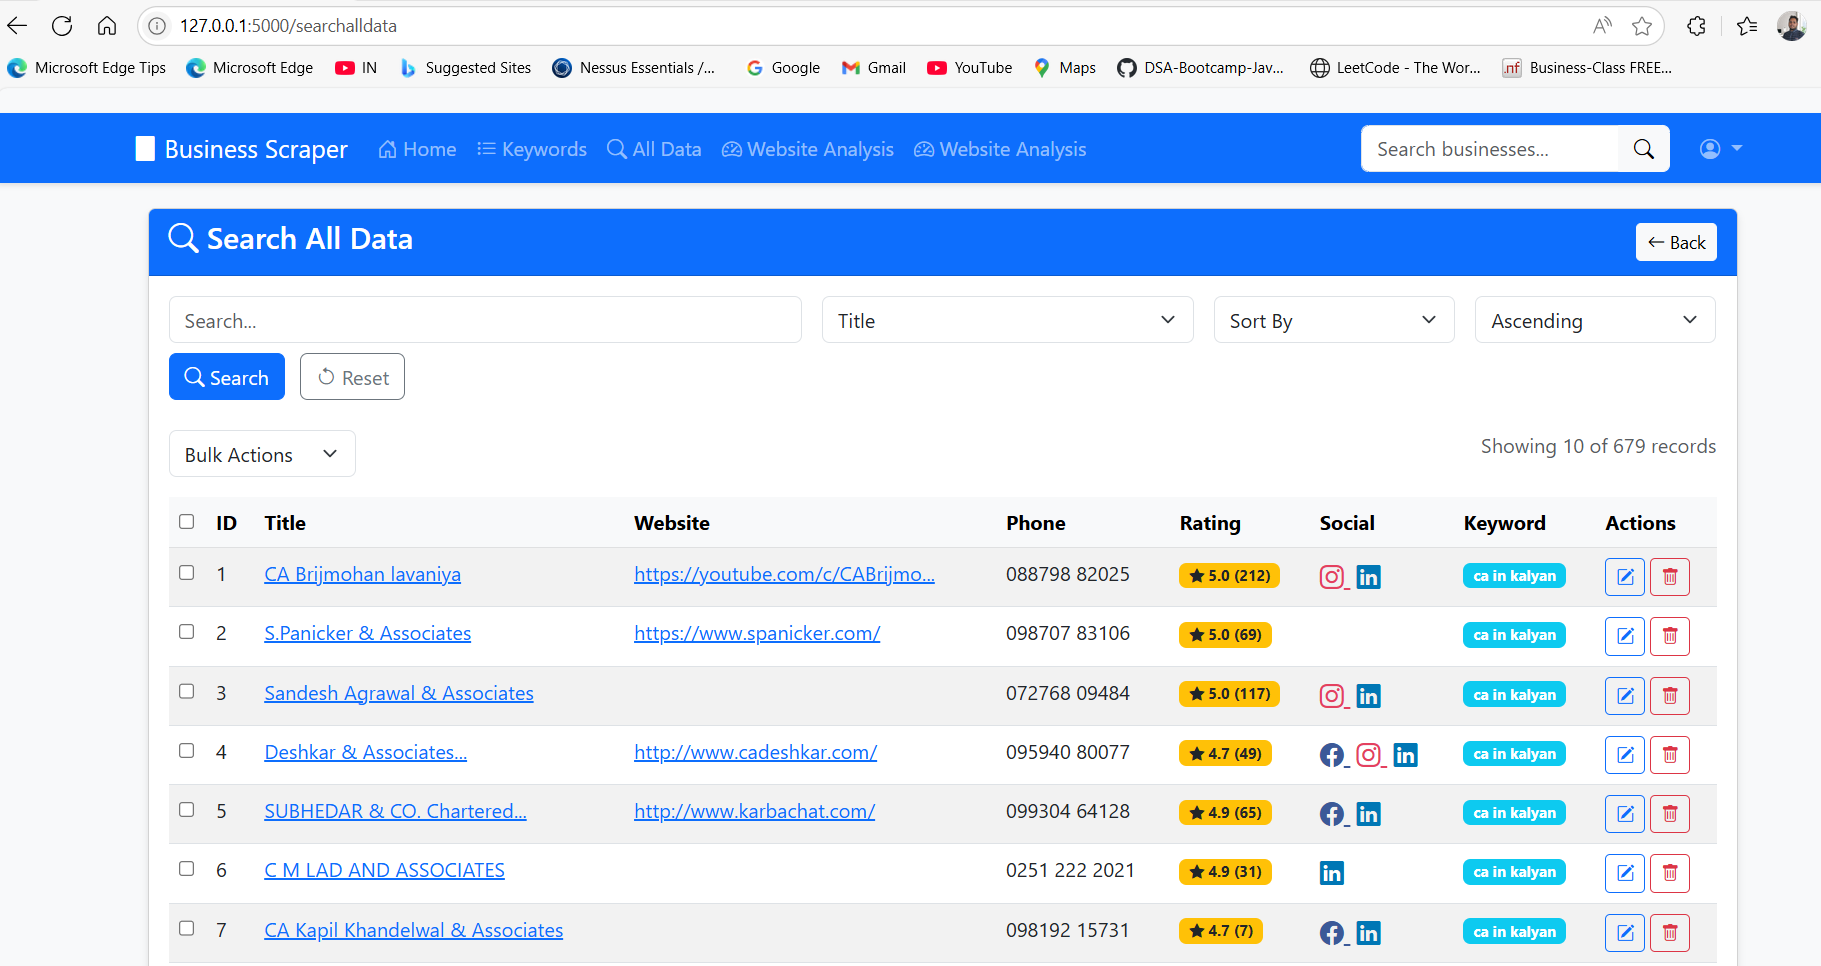 127.0.0.1:5000/searchalldata
Microsoft Edge Tips Microsoft Edge IN Suggested Sites Nessus Essentials /... Google Gmail YouTube Maps DSA-Bootcamp-Jav... LeetCode - The Wor... Business-Class FREE...
Business Scraper Home Keywords All Data Website Analysis Website Analysis Search businesses...
Search All Data
← Back
Search... Title Sort By Ascending
Search Reset
Bulk Actions Showing 10 of 679 records
ID Title Website Phone Rating Social Keyword Actions
1 CA Brijmohan lavaniya https://youtube.com/c/CABrijmo... 088798 82025 ★ 5.0 (212) ca in kalyan
2 S.Panicker & Associates https://www.spanicker.com/ 098707 83106 ★ 5.0 (69) ca in kalyan
3 Sandesh Agrawal & Associates 072768 09484 ★ 5.0 (117) ca in kalyan
4 Deshkar & Associates... http://www.cadeshkar.com/ 095940 80077 ★ 4.7 (49) ca in kalyan
5 SUBHEDAR & CO. Chartered... http://www.karbachat.com/ 099304 64128 ★ 4.9 (65) ca in kalyan
6 C M LAD AND ASSOCIATES 0251 222 2021 ★ 4.9 (31) ca in kalyan
7 CA Kapil Khandelwal & Associates 098192 15731 ★ 4.7 (7) ca in kalyan